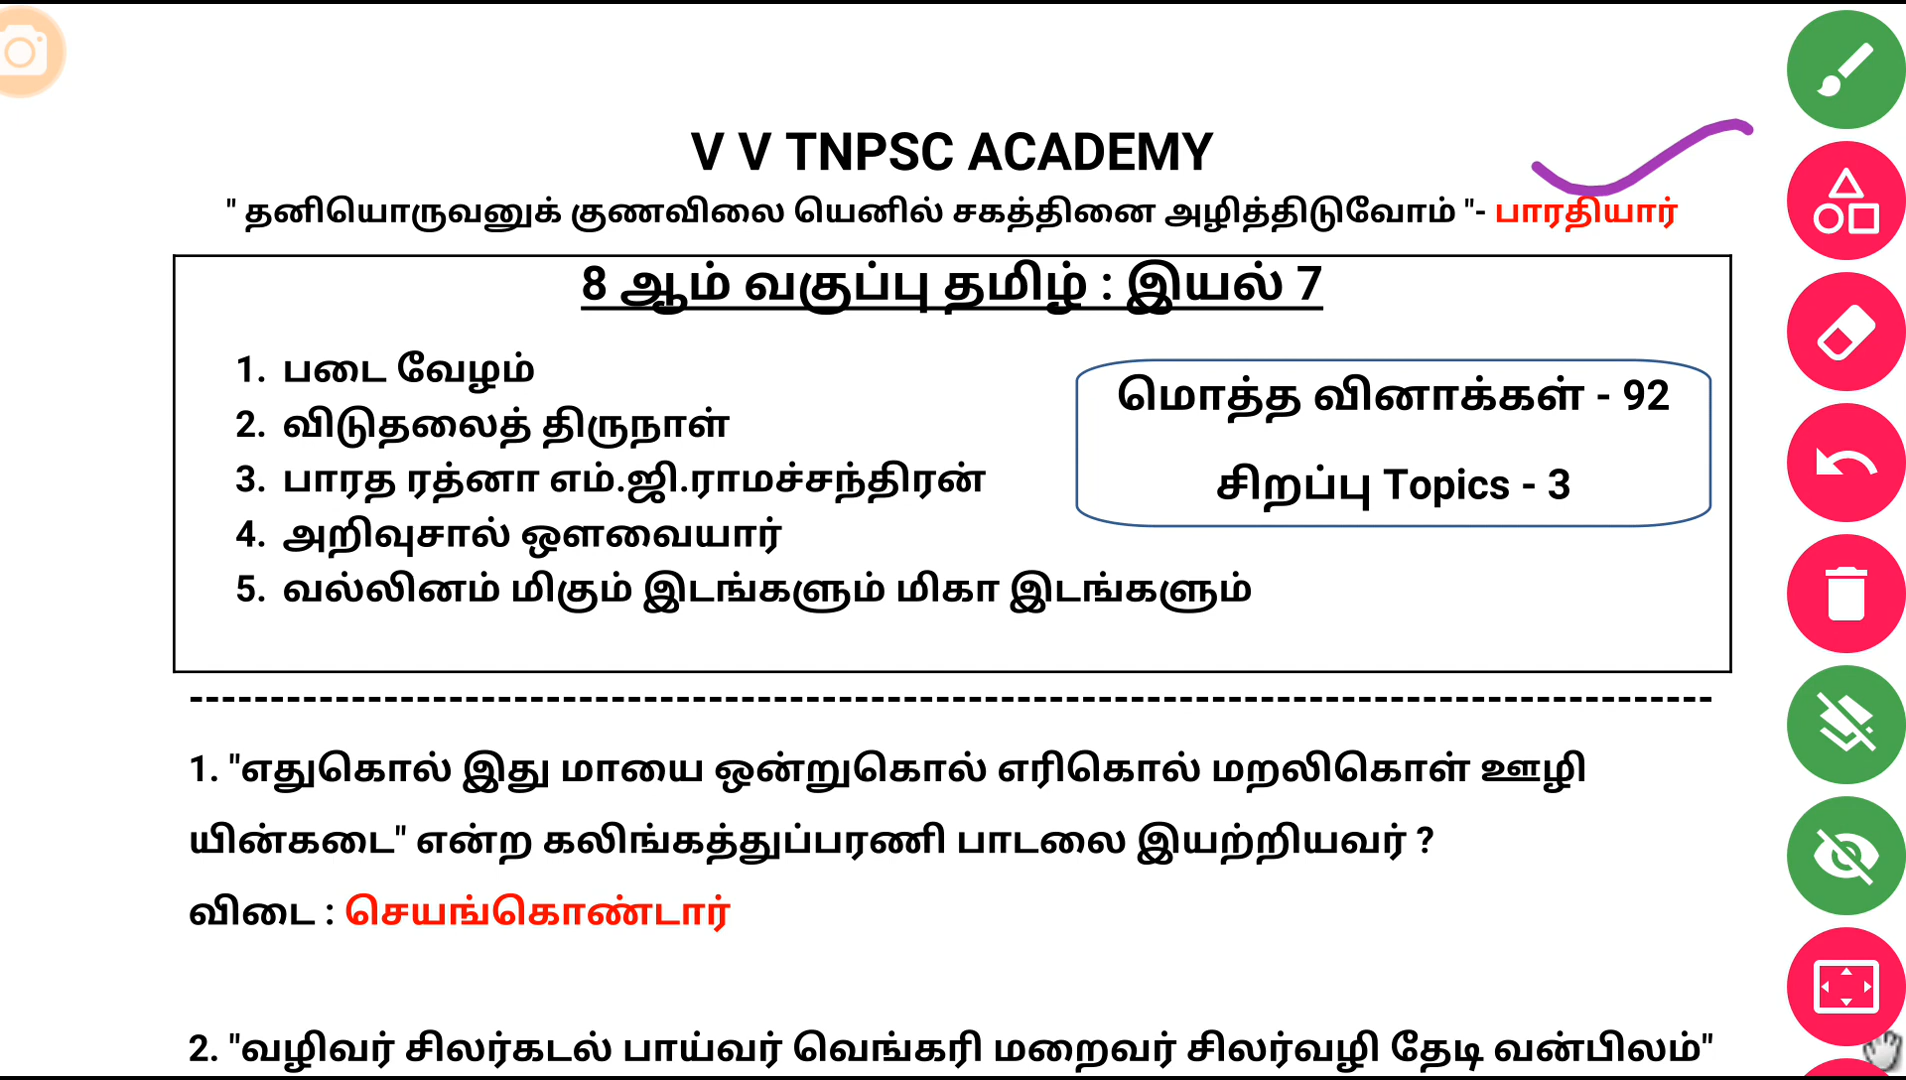 V V TNPSC ACADEMY
" தனியொருவனுக் குணவிலை யெனில் சகத்தினை அழித்திடுவோம் "- பாரதியார்
8 ஆம் வகுப்பு தமிழ் : இயல் 7
1. படை வேழம்
2. விடுதலைத் திருநாள்
3. பாரத ரத்னா எம்.ஜி.ராமச்சந்திரன்
4. அறிவுசால் ஔவையார்
5. வல்லினம் மிகும் இடங்களும் மிகா இடங்களும்
மொத்த வினாக்கள் - 92
சிறப்பு Topics - 3
1. "எதுகொல் இது மாயை ஒன்றுகொல் எரிகொல் மறலிகொள் ஊழி
யின்கடை" என்ற கலிங்கத்துப்பரணி பாடலை இயற்றியவர் ?
விடை : செயங்கொண்டார்
2. "வழிவர் சிலர்கடல் பாய்வர் வெங்கரி மறைவர் சிலர்வழி தேடி வன்பிலம்"